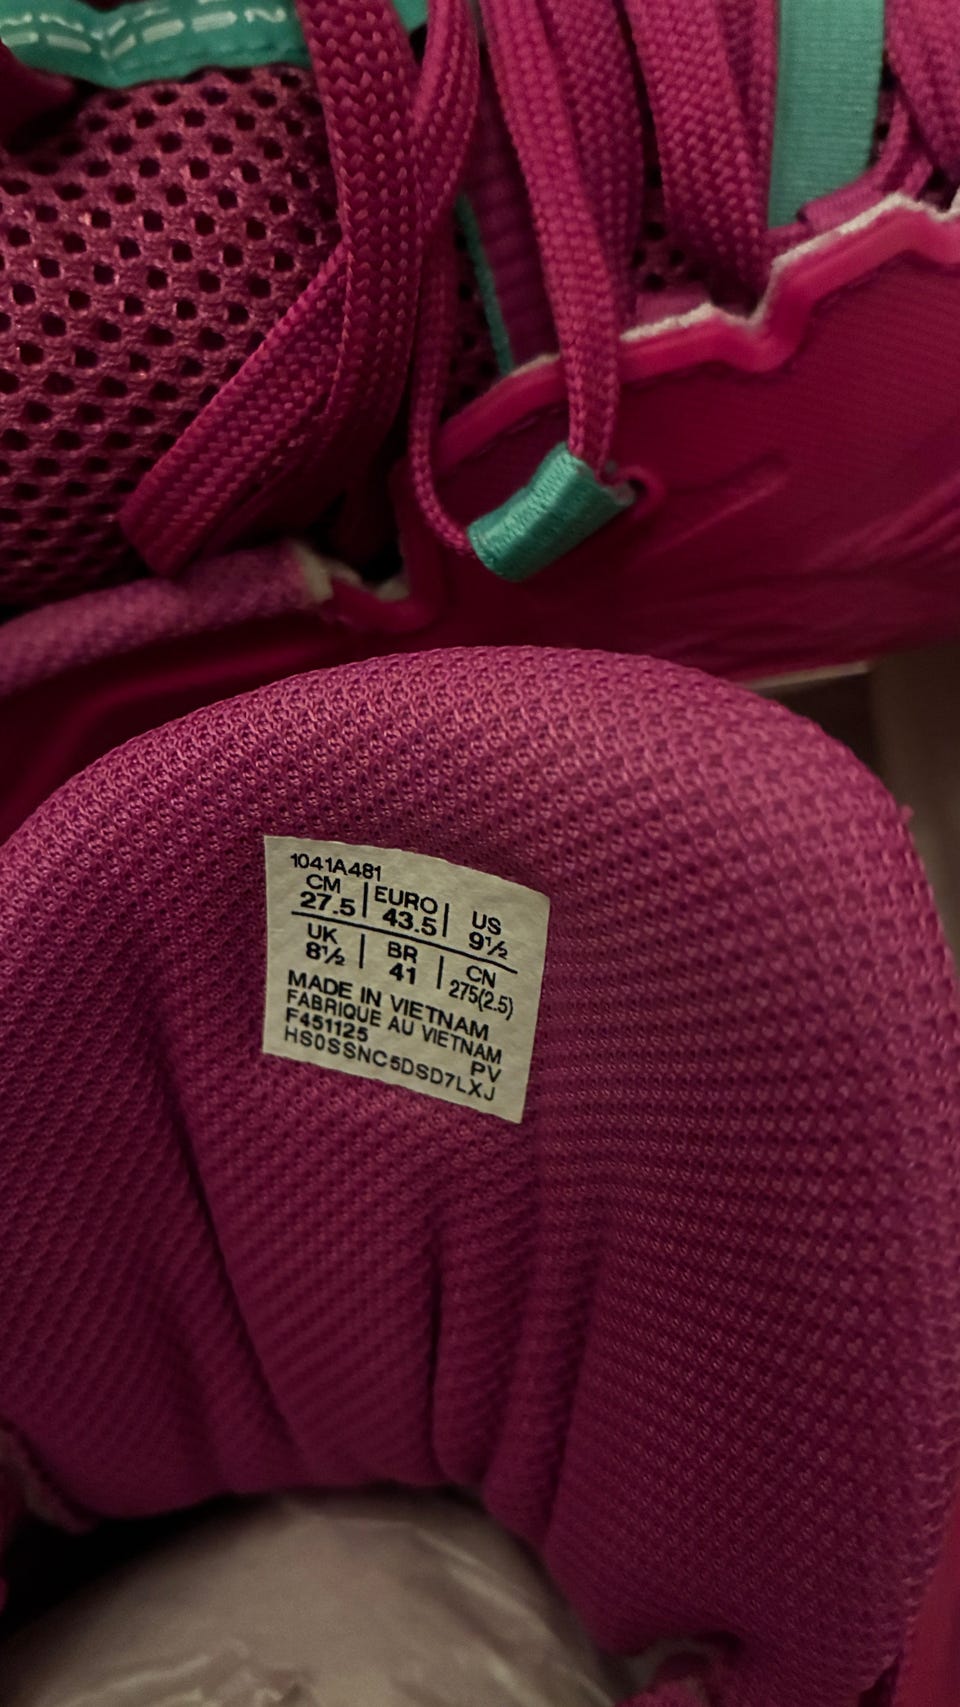 1041A481
CM EURO US
27.5 43.5 9½
UK BR CN
8½ 41 275(2.5)
MADE IN VIETNAM
FABRIQUE AU VIETNAM
F451125 PV
HS0SSNC5DSD7LXJ